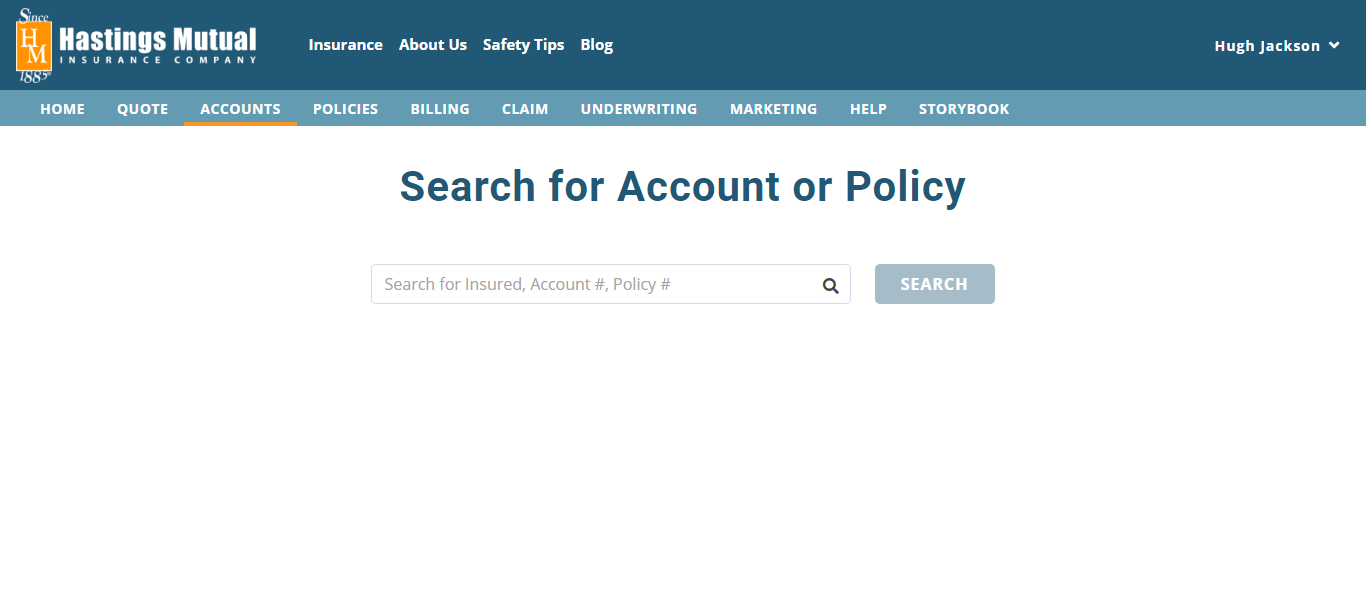 Since
HM
1885
Hastings Mutual
INSURANCE COMPANY
Insurance About Us Safety Tips Blog
Hugh Jackson
HOME QUOTE ACCOUNTS POLICIES BILLING CLAIM UNDERWRITING MARKETING HELP STORYBOOK
Search for Account or Policy
Search for Insured, Account #, Policy #
SEARCH